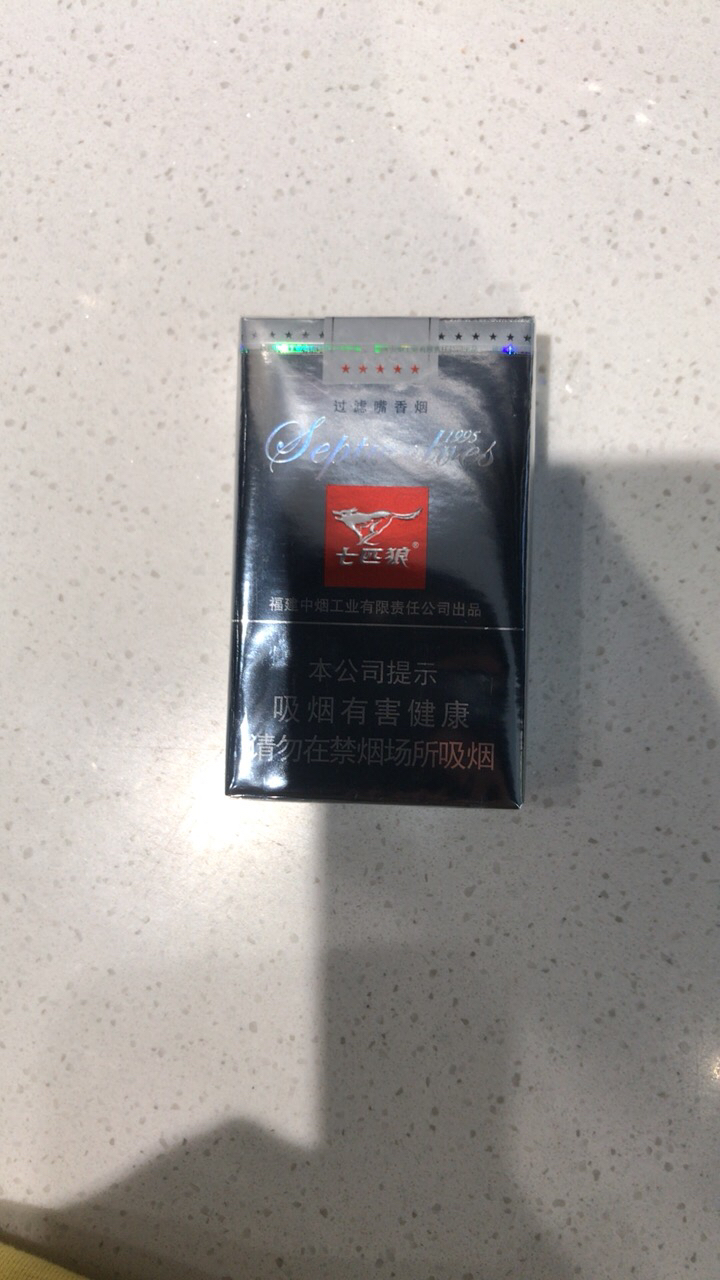 过滤嘴香烟
1995
七匹狼®
福建中烟工业有限责任公司出品
本公司提示
吸烟有害健康
请勿在禁烟场所吸烟